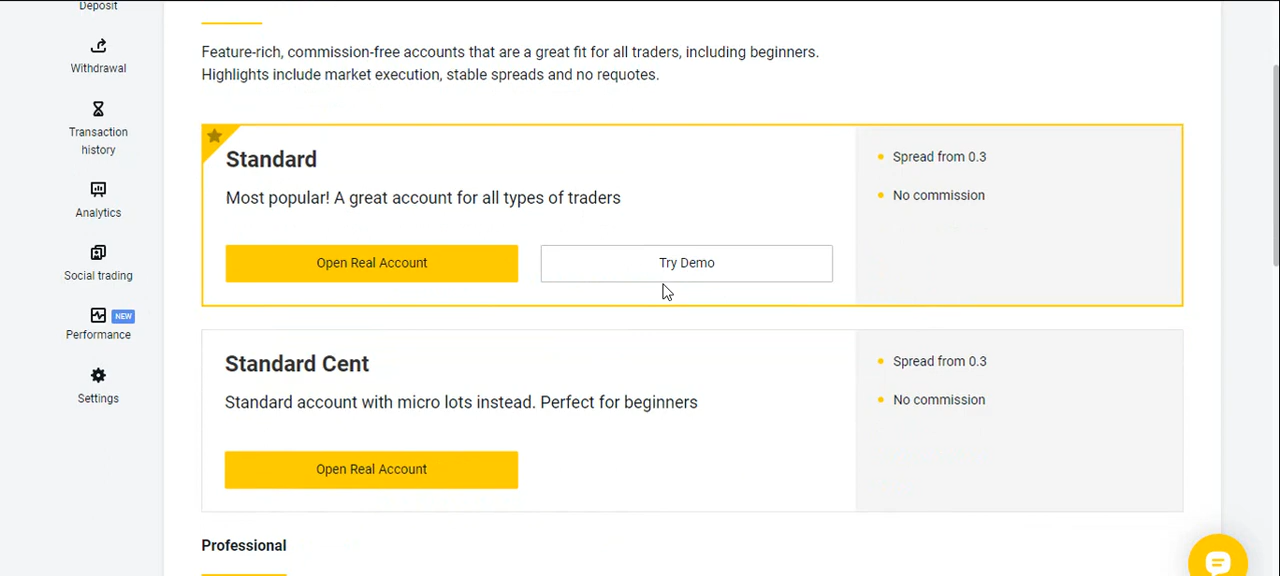 Deposit
Withdrawal
Transaction
history
Analytics
Social trading
NEW
Performance
Settings
Feature-rich, commission-free accounts that are a great fit for all traders, including beginners.
Highlights include market execution, stable spreads and no requotes.
Standard
Most popular! A great account for all types of traders
Open Real Account
Try Demo
Spread from 0.3
No commission
Standard Cent
Standard account with micro lots instead. Perfect for beginners
Open Real Account
Spread from 0.3
No commission
Professional